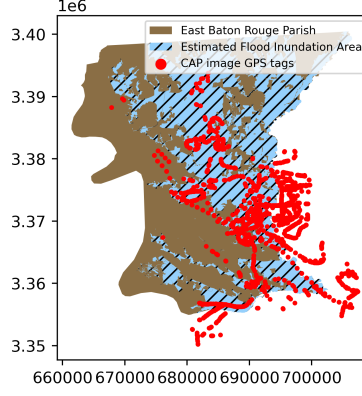 1e6
East Baton Rouge Parish
Estimated Flood Inundation Area
CAP image GPS tags
3.40
3.39
3.38
3.37
3.36
3.35
660000 670000 680000 690000 700000